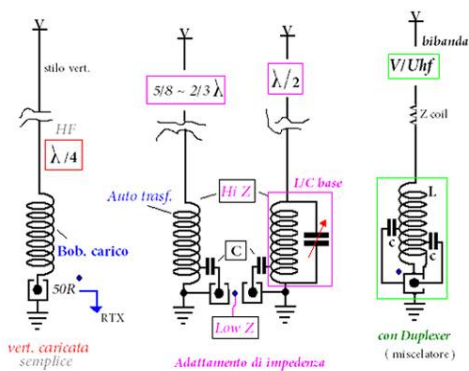 stilo vert.
HF
λ/4
Bob. carico
50R
RTX
vert. caricata
semplice
5/8 ~ 2/3 λ
λ/2
Auto trasf.
Hi Z
L/C base
C
Low Z
Adattamento di impedenza
bibanda
V/Uhf
Z coil
L
c
c
con Duplexer
( miscelatore )